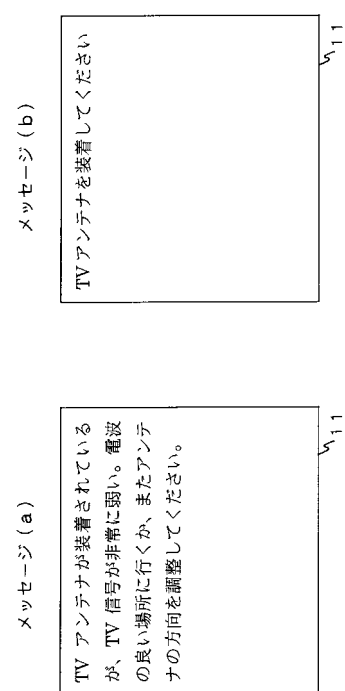 メッセージ(a)
TV アンテナが装着されている
が、TV 信号が非常に弱い。電波
の良い場所に行くか、またアンテ
ナの方向を調整してください。
11
メッセージ(b)
TVアンテナを装着してください
11